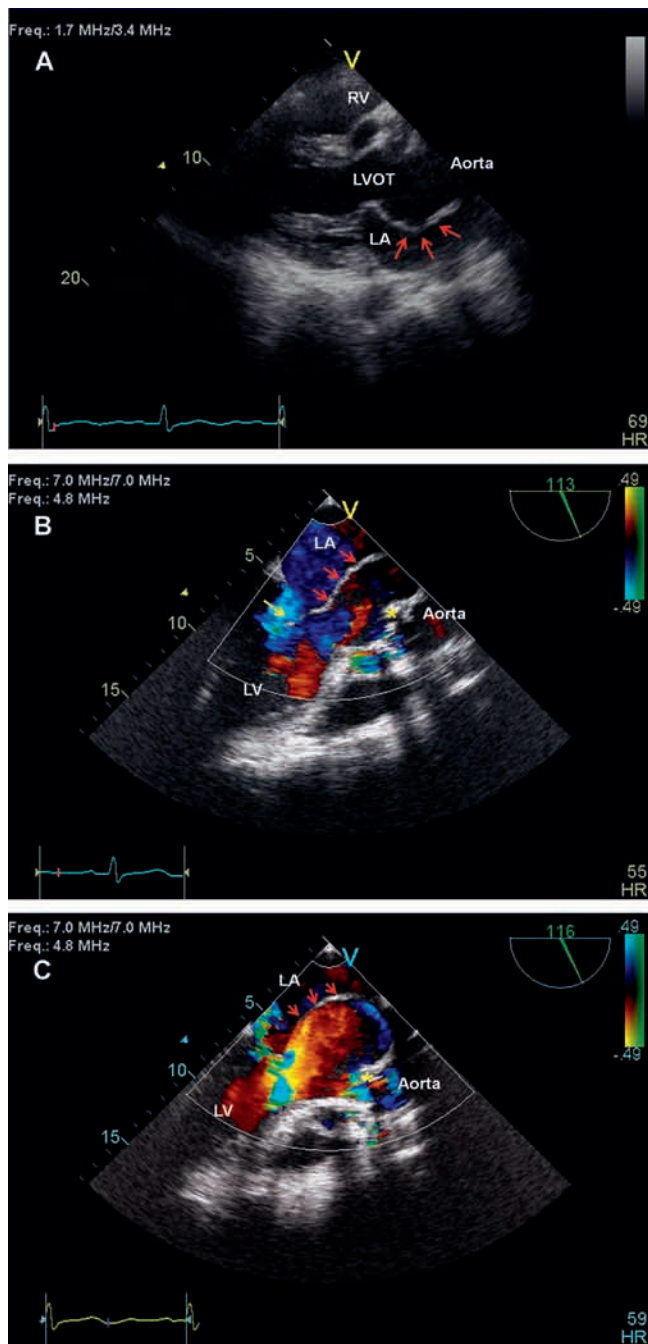 Freq.: 1.7 MHz/3.4 MHz
A
V
RV
10
Aorta
LVOT
LA
20
69
HR
Freq.: 7.0 MHz/7.0 MHz
Freq.: 4.8 MHz
113
.49
B
V
LA
5
-.49
10
*
Aorta
LV
15
55
HR
Freq.: 7.0 MHz/7.0 MHz
Freq.: 4.8 MHz
116
.49
C
V
LA
5
-.49
10
*
Aorta
LV
15
59
HR